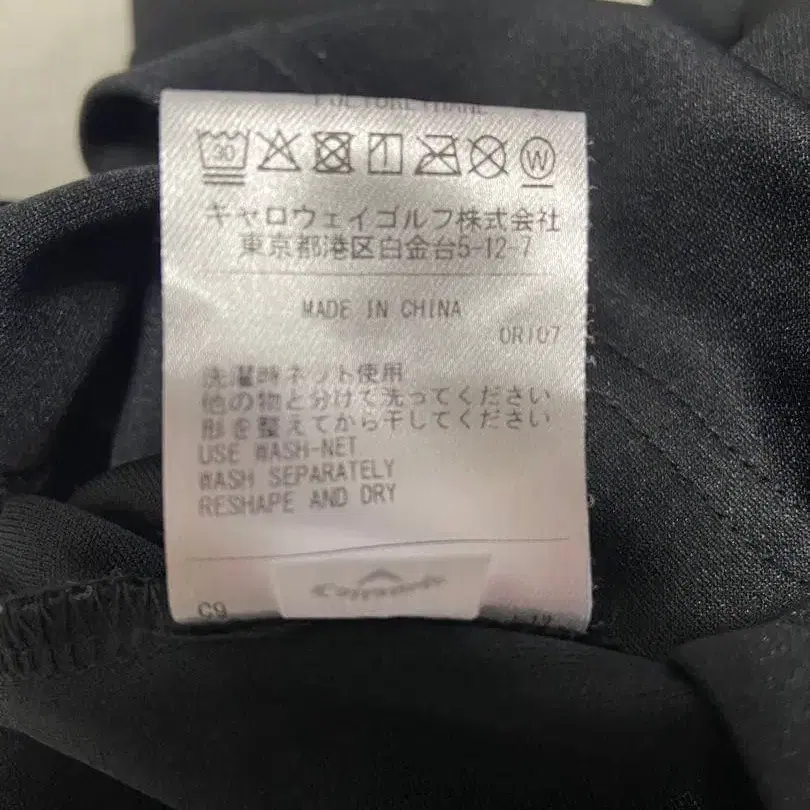 30
W
キャロウェイゴルフ株式会社
東京都港区白金台5-12-7
MADE IN CHINA
OR107
洗濯時ネット使用
他の物と分けて洗ってください
形を整えてから干してください
USE WASH-NET
WASH SEPARATELY
RESHAPE AND DRY
C9